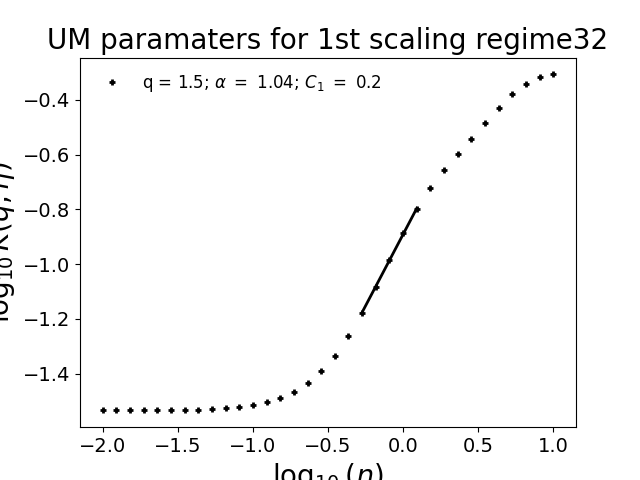 UM paramaters for 1st scaling regime32
q = 1.5; α = 1.04; C₁ = 0.2
log₁₀ K(q, η)
−0.4
−0.6
−0.8
−1.0
−1.2
−1.4
−2.0 −1.5 −1.0 −0.5 0.0 0.5 1.0
log₁₀(η)